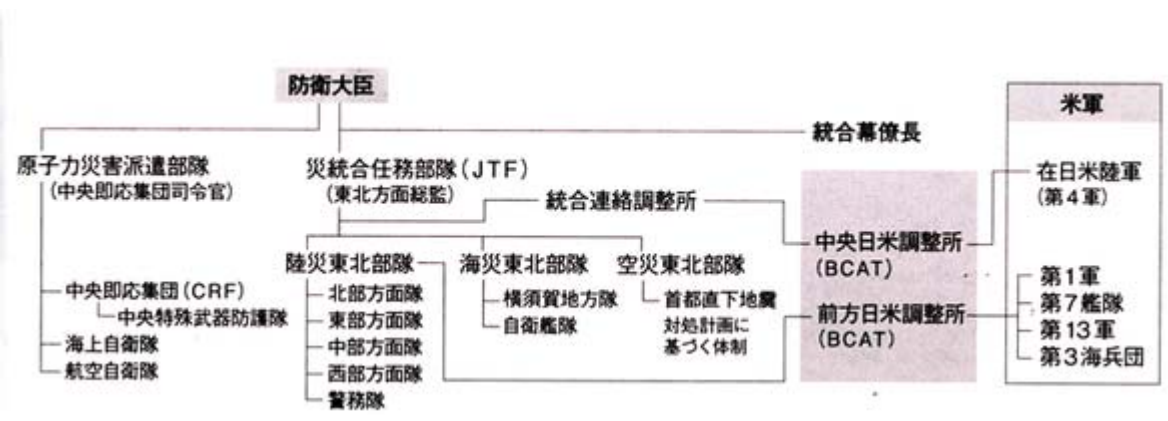 防衛大臣
統合幕僚長
米軍
原子力災害派遣部隊
(中央即応集団司令官)
災統合任務部隊(JTF)
(東北方面総監)
統合連絡調整所
在日米陸軍
(第4軍)
中央日米調整所
(BCAT)
陸災東北部隊
海災東北部隊
空災東北部隊
中央即応集団(CRF)
中央特殊武器防護隊
海上自衛隊
航空自衛隊
北部方面隊
東部方面隊
中部方面隊
西部方面隊
警務隊
横須賀地方隊
自衛艦隊
首都直下地震
対処計画に
基づく体制
前方日米調整所
(BCAT)
第1軍
第7艦隊
第13軍
第3海兵団